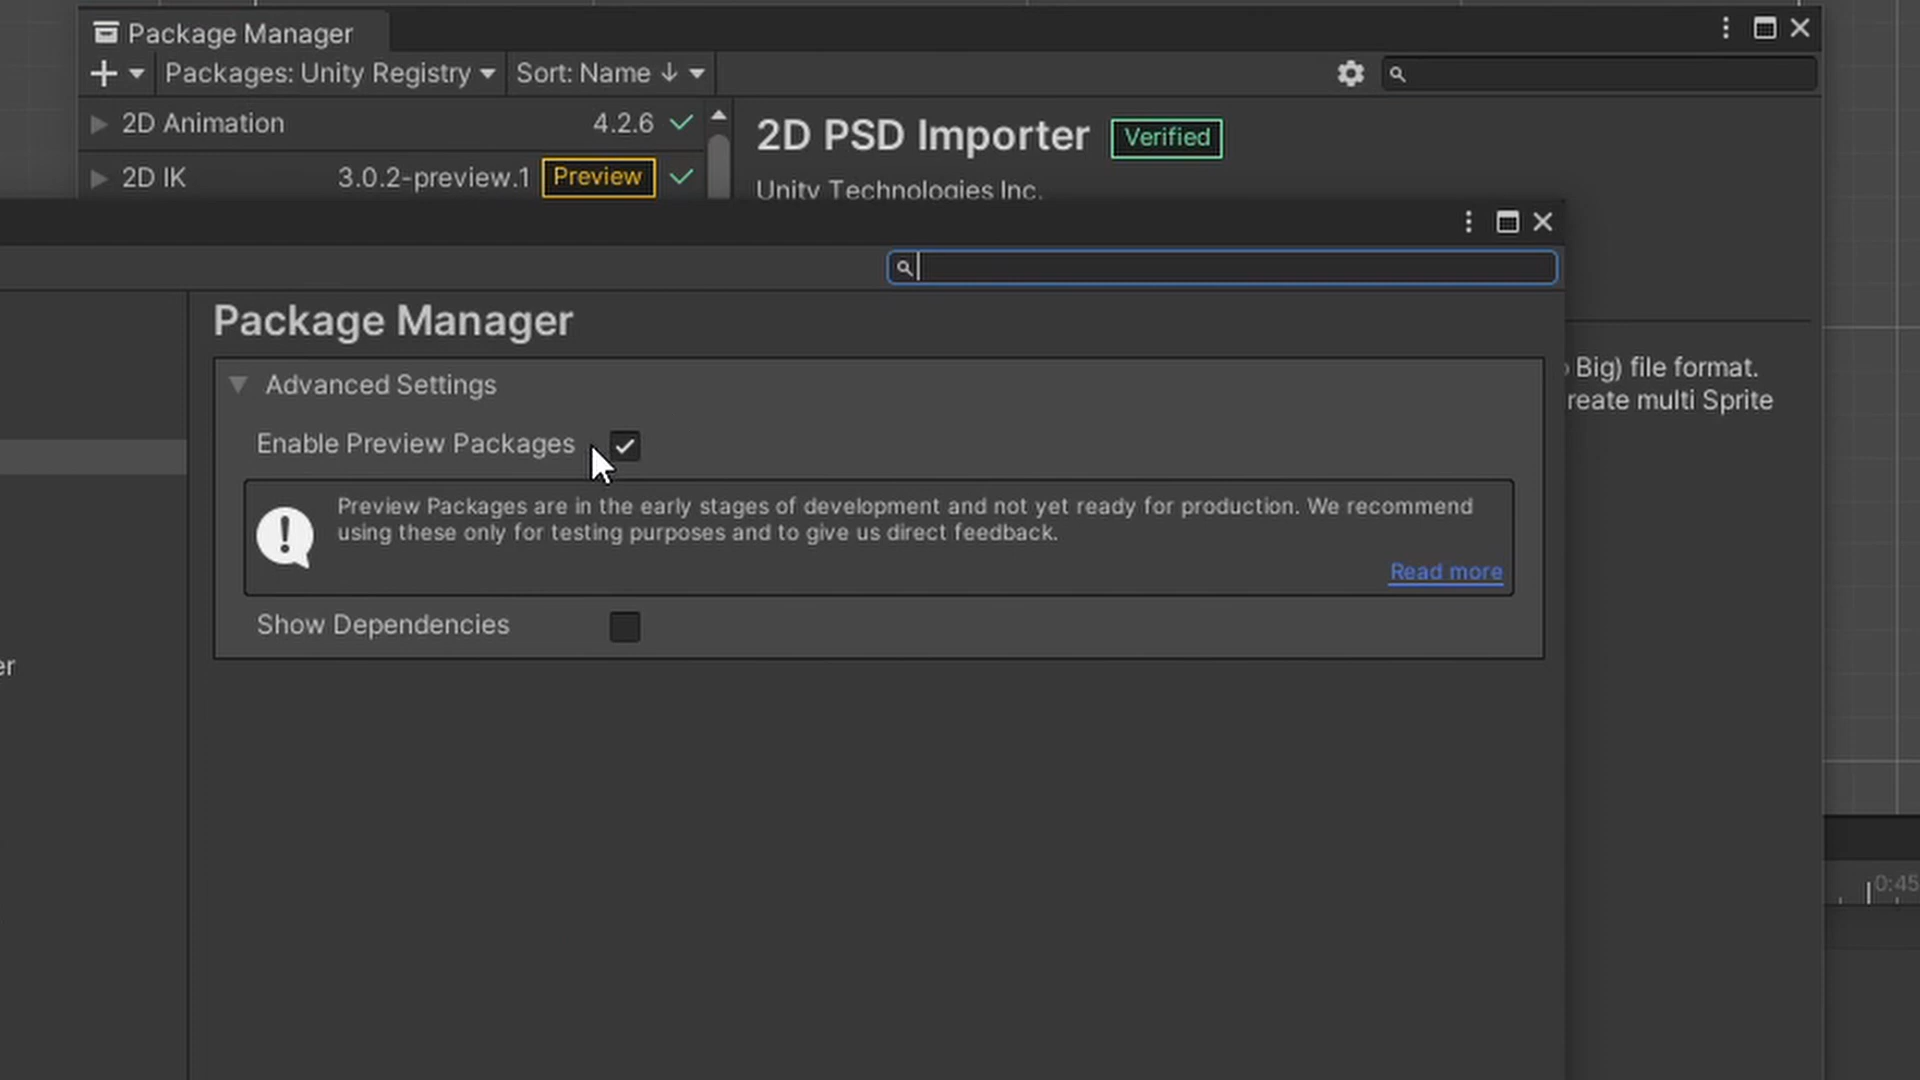 Package Manager
Packages: Unity Registry
Sort: Name ↓
2D Animation 4.2.6
2D IK 3.0.2-preview.1 Preview
2D PSD Importer Verified
Unity Technologies Inc.
Big) file format.
reate multi Sprite
Package Manager
Advanced Settings
Enable Preview Packages
Preview Packages are in the early stages of development and not yet ready for production. We recommend
using these only for testing purposes and to give us direct feedback.
Read more
Show Dependencies
er
0:45